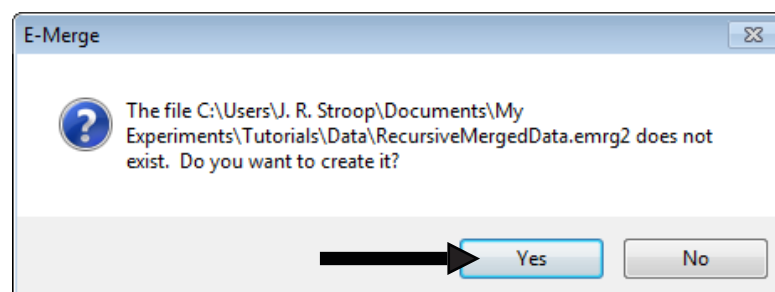 E-Merge
The file C:\Users\J. R. Stroop\Documents\My
Experiments\Tutorials\Data\RecursiveMergedData.emrg2 does not
exist.  Do you want to create it?
Yes
No